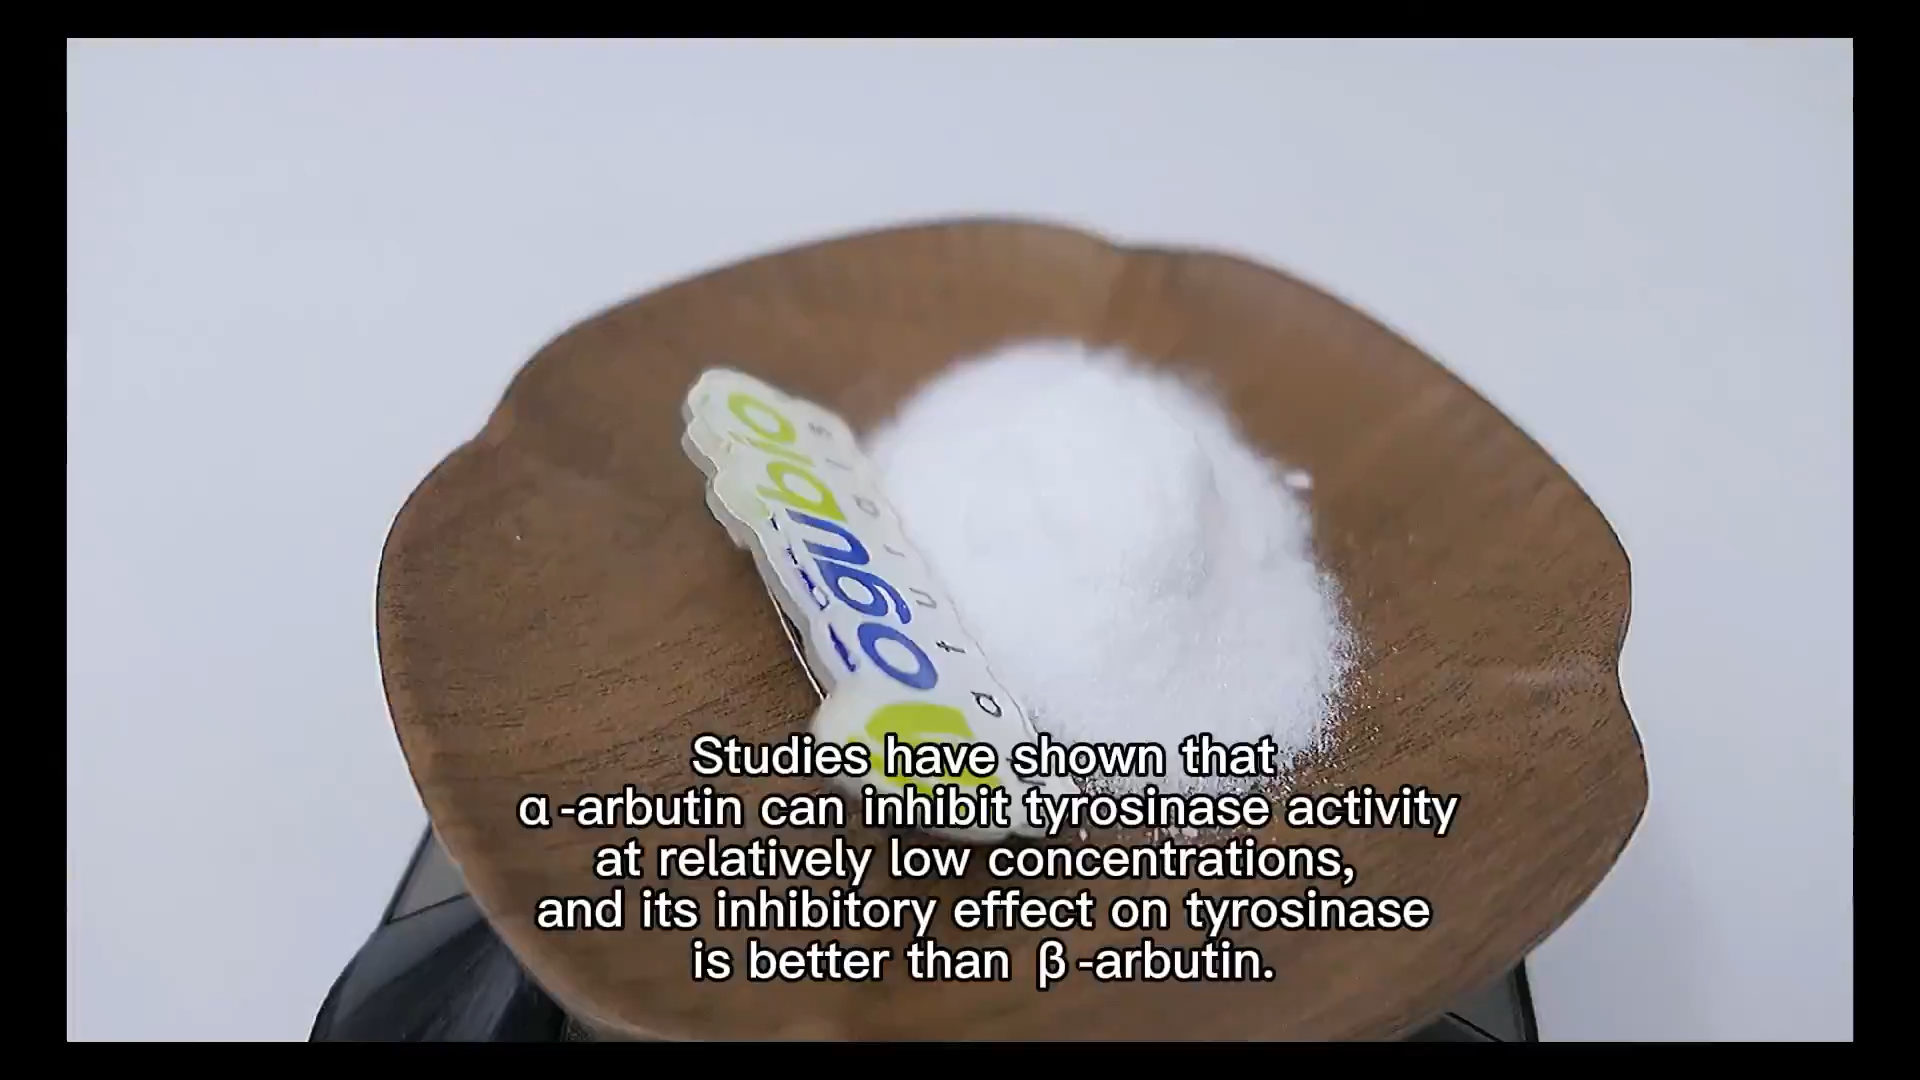 Studies have shown that
α-arbutin can inhibit tyrosinase activity
at relatively low concentrations,
and its inhibitory effect on tyrosinase
is better than β-arbutin.